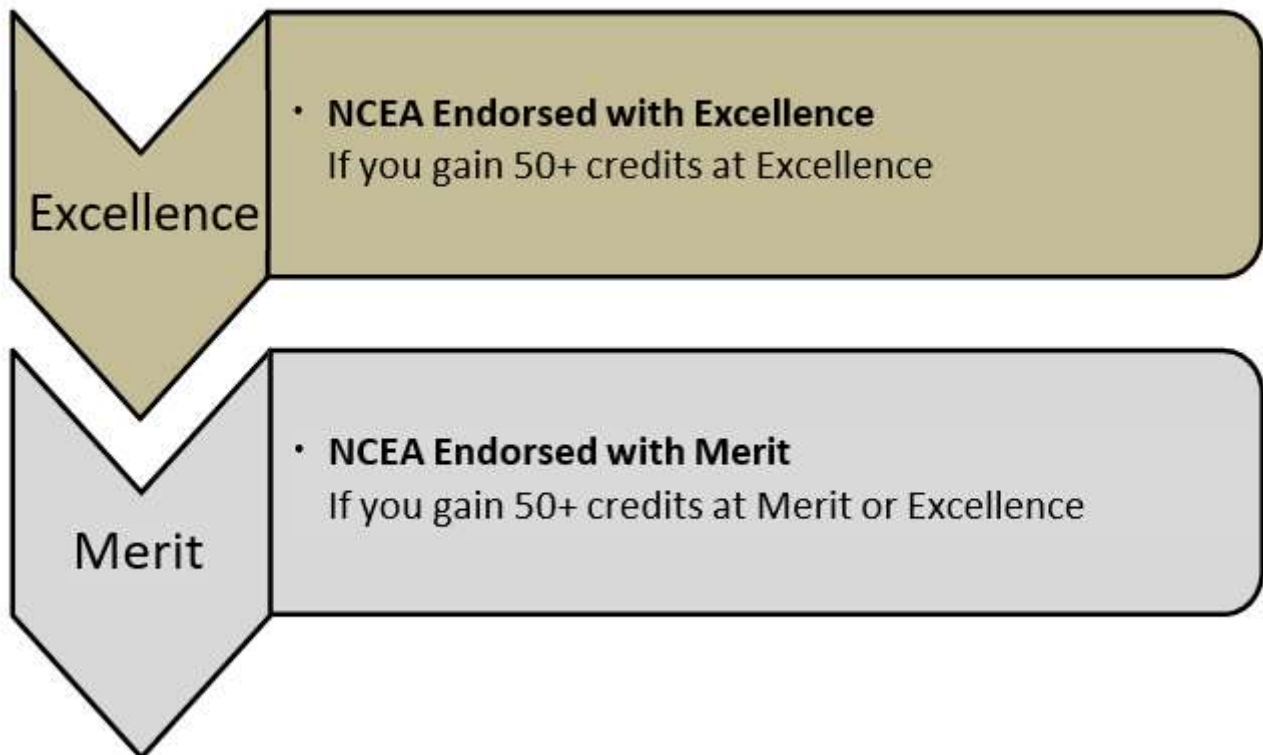 Excellence
· NCEA Endorsed with Excellence
If you gain 50+ credits at Excellence
Merit
· NCEA Endorsed with Merit
If you gain 50+ credits at Merit or Excellence